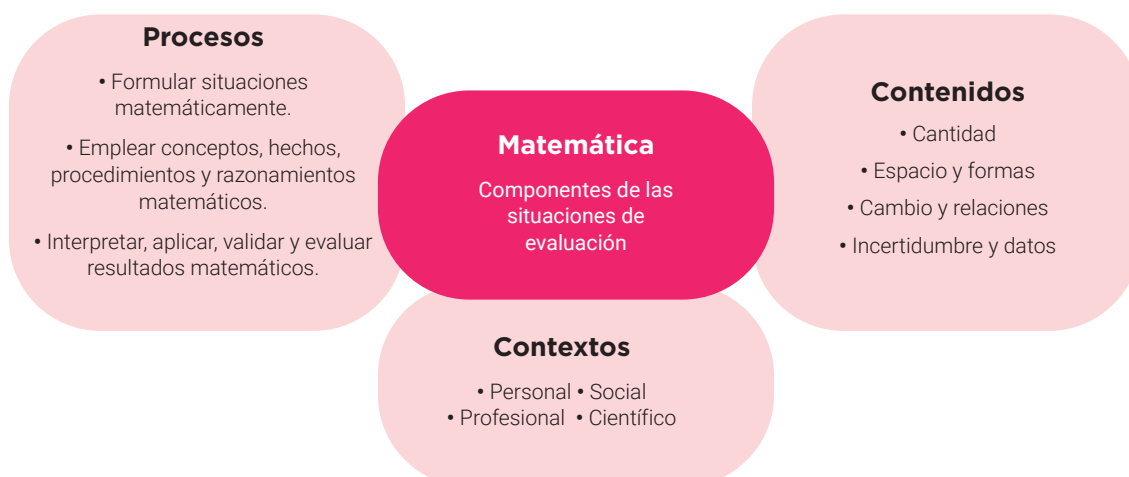 Procesos
• Formular situaciones
matemáticamente.
• Emplear conceptos, hechos,
procedimientos y razonamientos
matemáticos.
• Interpretar, aplicar, validar y evaluar
resultados matemáticos.
Matemática
Componentes de las
situaciones de
evaluación
Contenidos
• Cantidad
• Espacio y formas
• Cambio y relaciones
• Incertidumbre y datos
Contextos
• Personal • Social
• Profesional • Científico